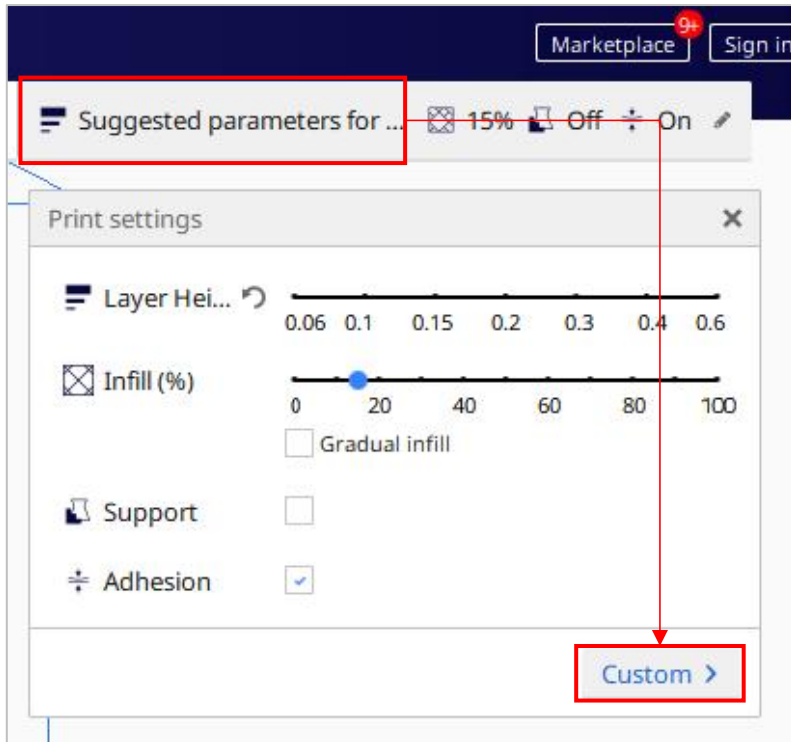 Marketplace 9+ Sign in
Suggested parameters for ... 15% Off On
Print settings
Layer Hei...
0.06 0.1 0.15 0.2 0.3 0.4 0.6
Infill (%)
0 20 40 60 80 100
Gradual infill
Support
Adhesion
Custom